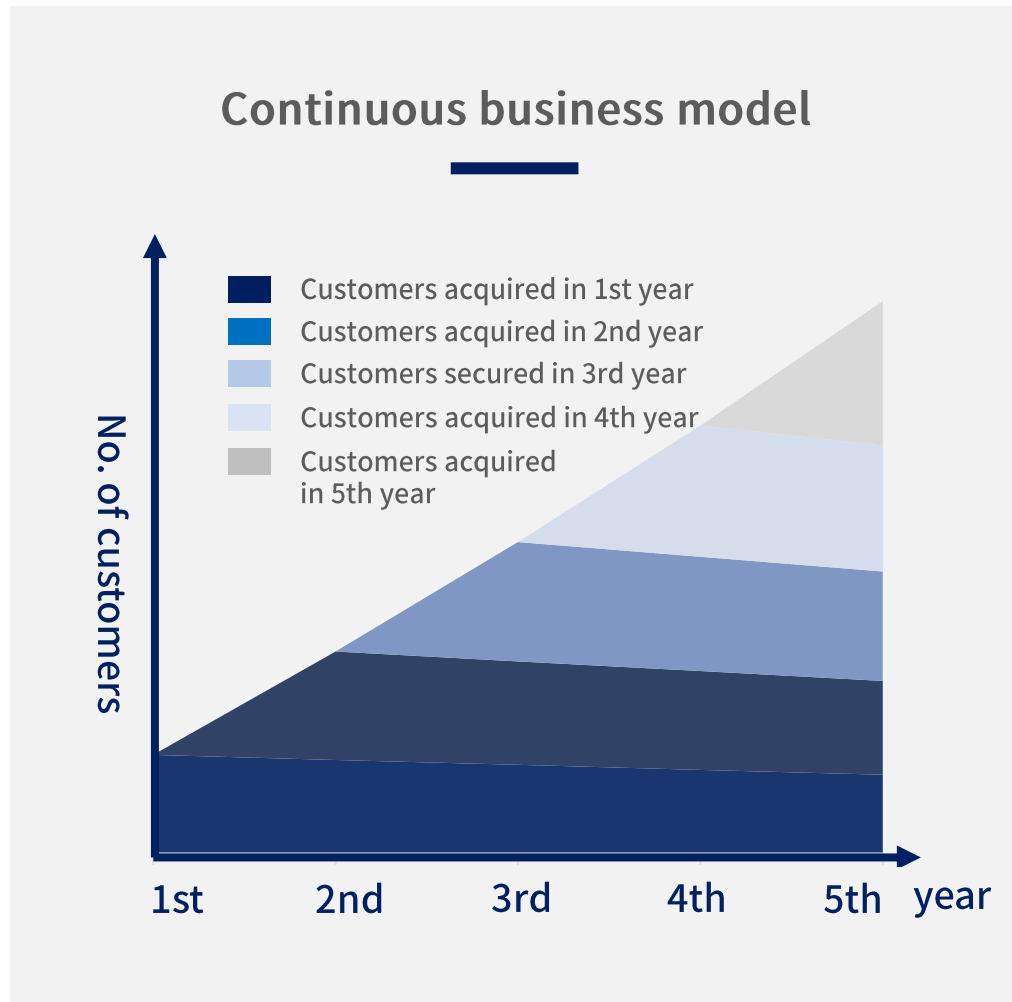 Continuous business model
Customers acquired in 1st year
Customers acquired in 2nd year
Customers secured in 3rd year
Customers acquired in 4th year
Customers acquired
in 5th year
No. of customers
1st 2nd 3rd 4th 5th year